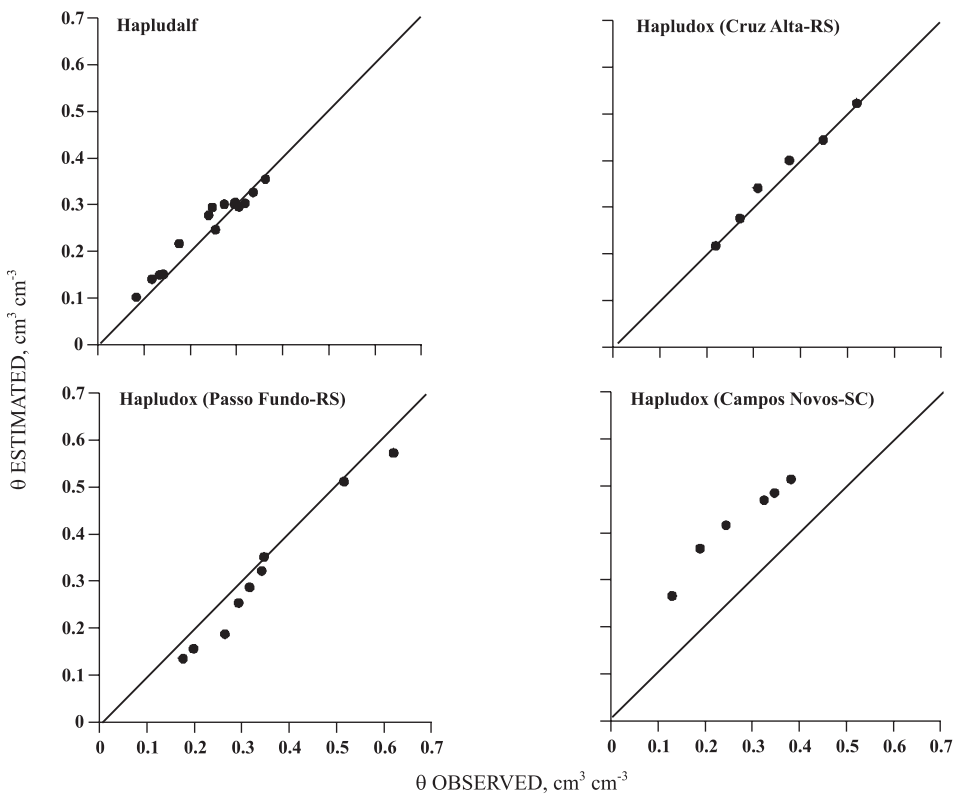 Hapludalf
0.7
0.6
0.5
0.4
0.3
0.2
0.1
0
Hapludox (Cruz Alta-RS)
θ ESTIMATED, cm³ cm⁻³
Hapludox (Passo Fundo-RS)
0.7
0.6
0.5
0.4
0.3
0.2
0.1
0
0 0.1 0.2 0.3 0.4 0.5 0.6 0.7
Hapludox (Campos Novos-SC)
0 0.1 0.2 0.3 0.4 0.5 0.6 0.7
θ OBSERVED, cm³ cm⁻³